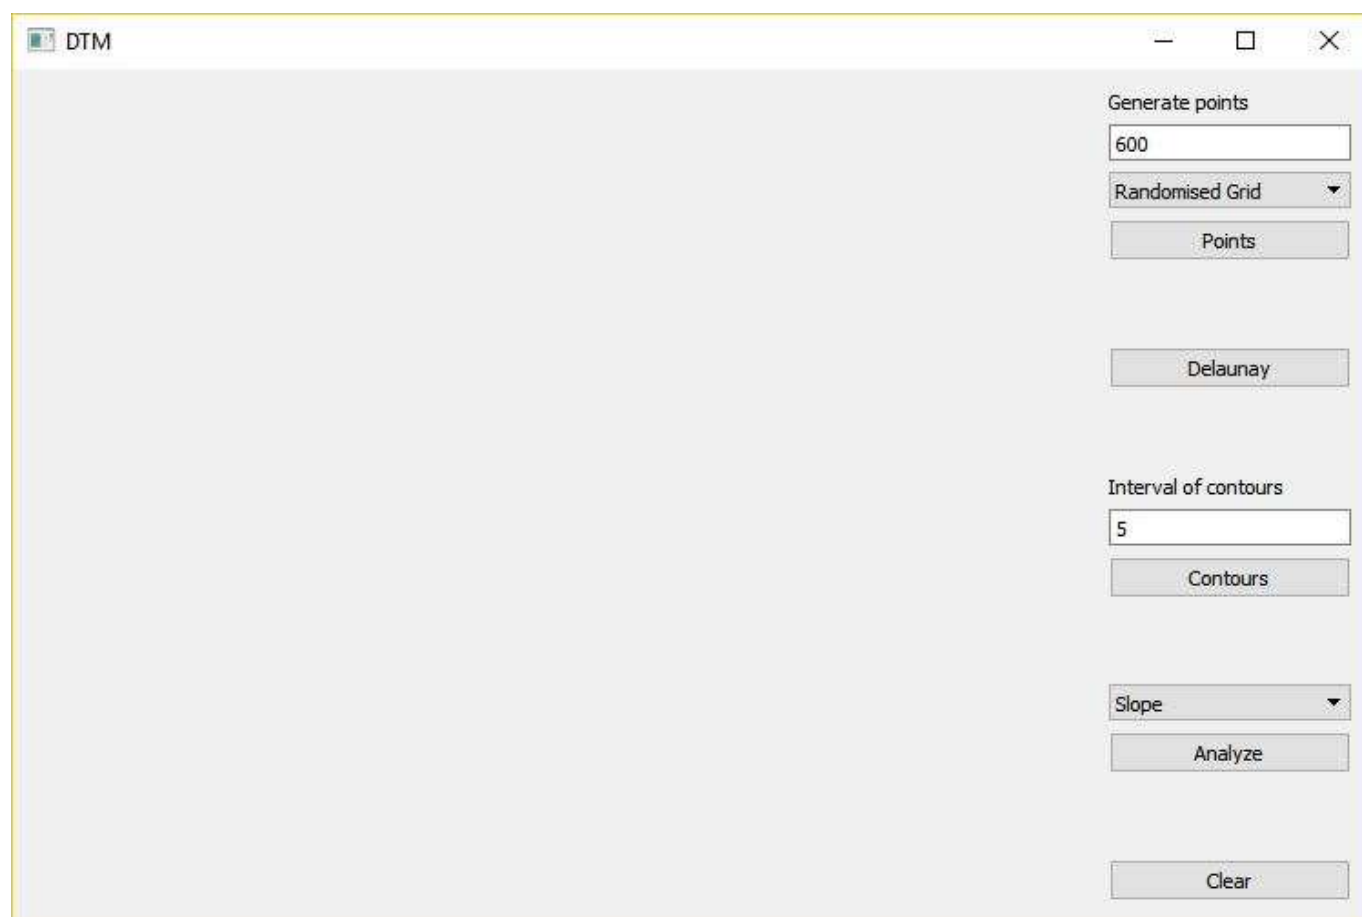 DTM
Generate points
600
Randomised Grid
Points
Delaunay
Interval of contours
5
Contours
Slope
Analyze
Clear